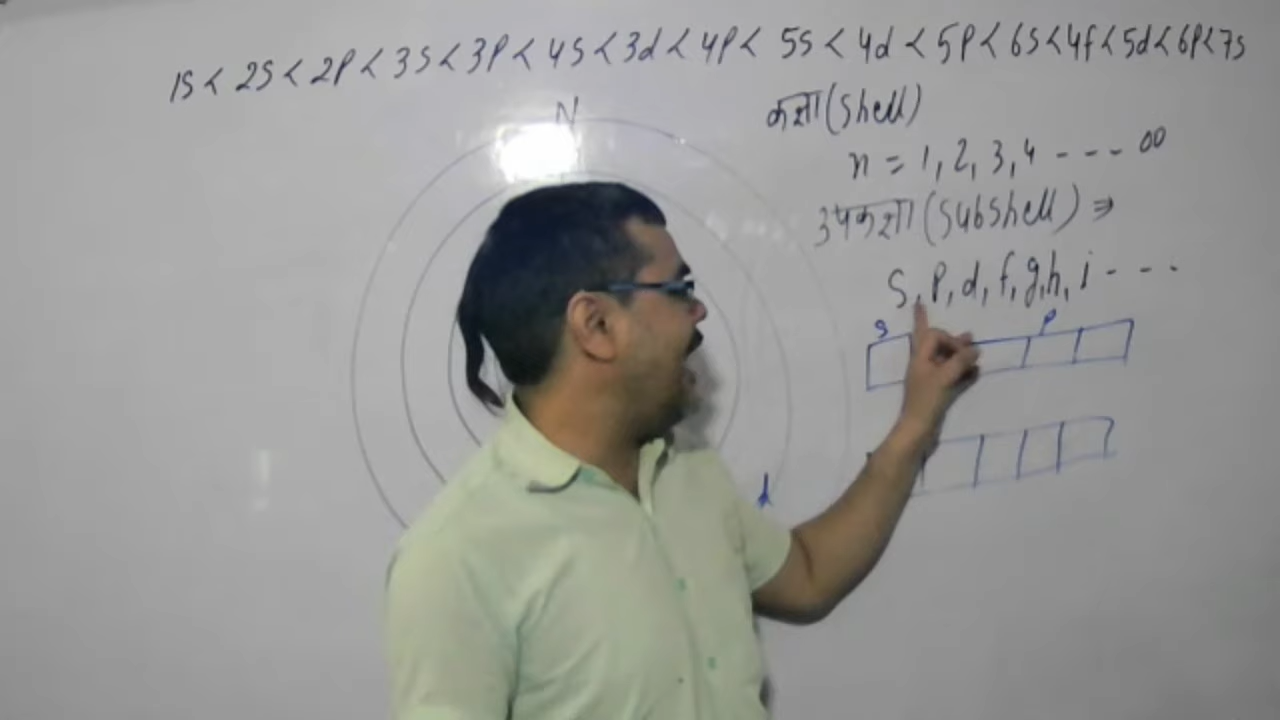 1s < 2s < 2p < 3s < 3p < 4s < 3d < 4p < 5s < 4d < 5p < 6s < 4f < 5d < 6p < 7s
N
कक्षा (Shell)
n = 1, 2, 3, 4 - - - - ∞
उपकक्षा (Subshell) ⇒
S, P, d, f, g, h, i - - -
s P